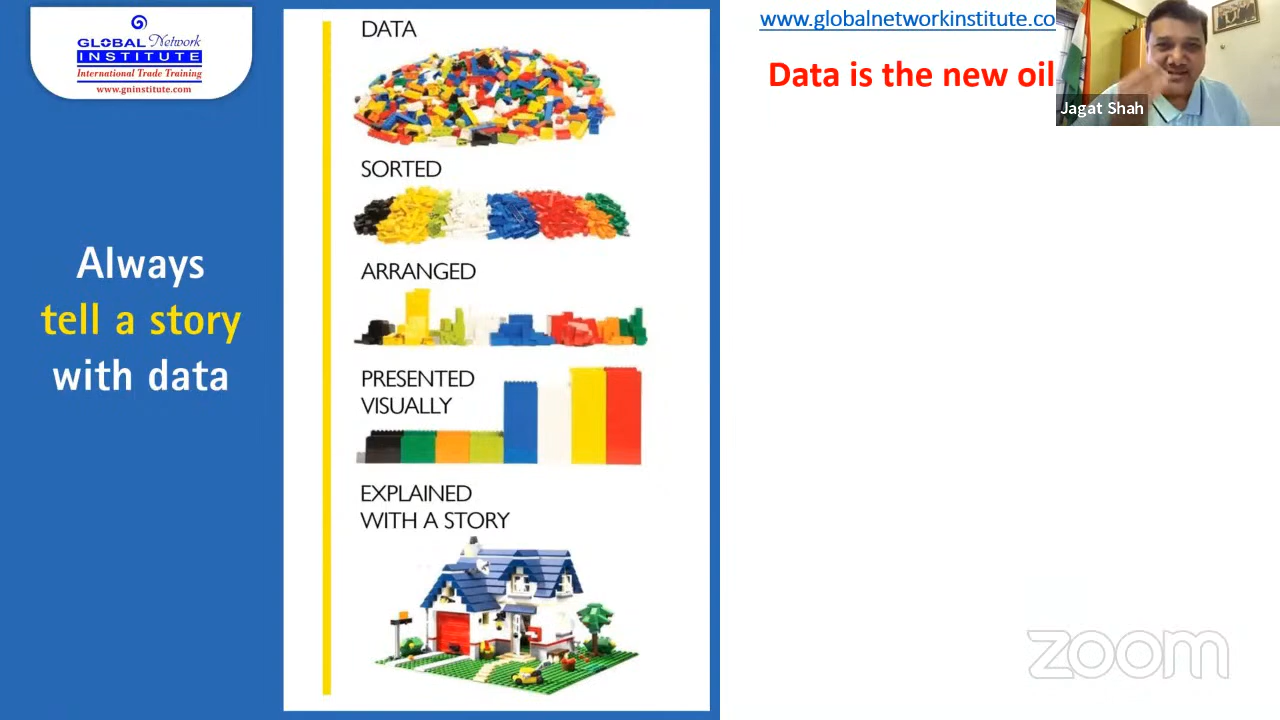 GLOBAL Network
INSTITUTE
International Trade Training
www.gninstitute.com
Always
tell a story
with data
DATA
SORTED
ARRANGED
PRESENTED
VISUALLY
EXPLAINED
WITH A STORY
www.globalnetworkinstitute.co
Data is the new oil
Jagat Shah
zoom